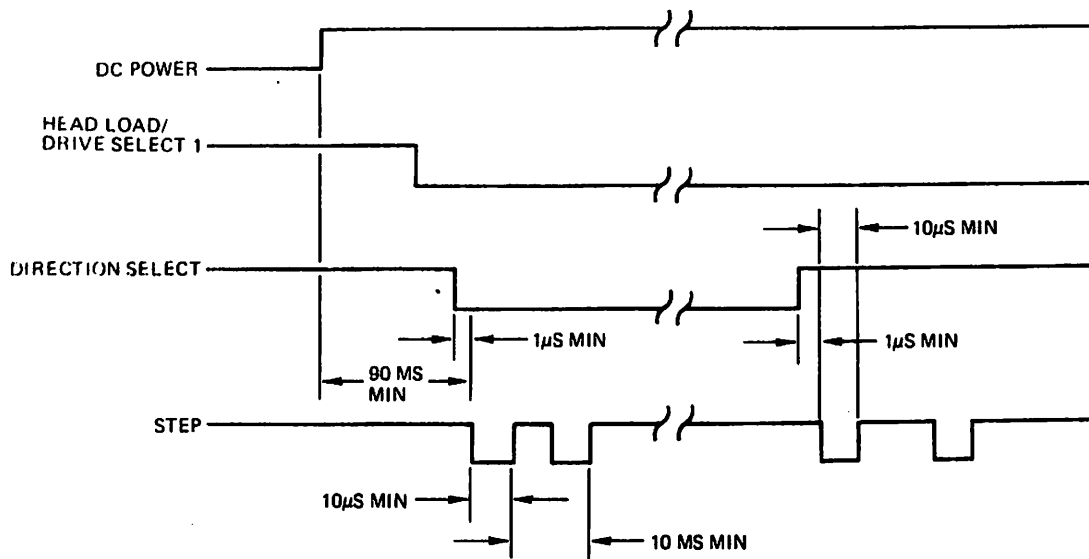 DC POWER
HEAD LOAD/
DRIVE SELECT 1
10μS MIN
DIRECTION SELECT
1μS MIN
1μS MIN
90 MS
MIN
STEP
10μS MIN
10 MS MIN